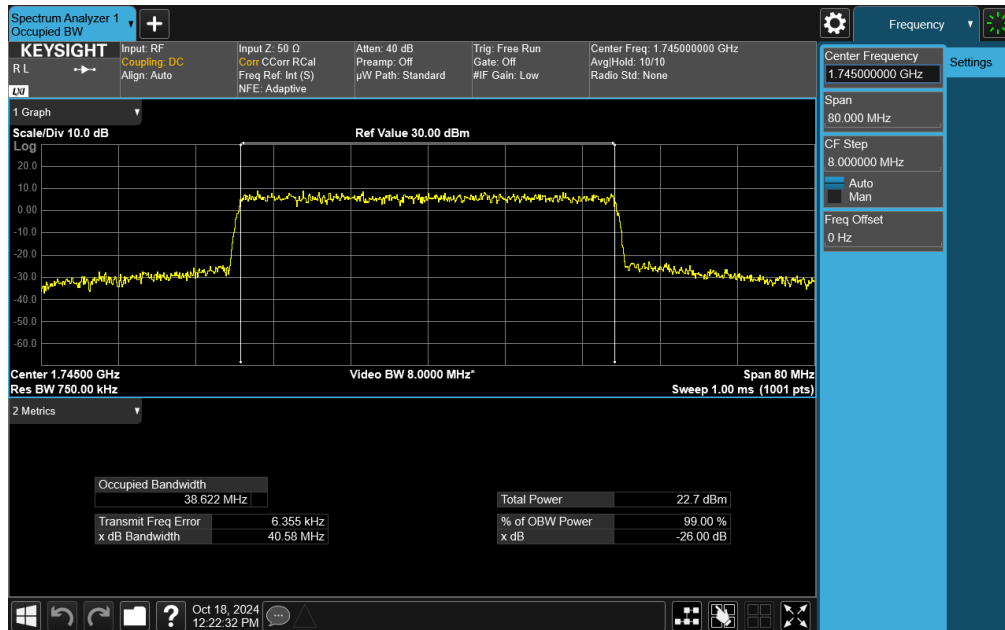 Spectrum Analyzer 1
Occupied BW
Frequency
KEYSIGHT
R L
LXI
Input: RF
Coupling: DC
Align: Auto
Input Z: 50 Ω
Corr CCorr RCal
Freq Ref: Int (S)
NFE: Adaptive
Atten: 40 dB
Preamp: Off
µW Path: Standard
Trig: Free Run
Gate: Off
#IF Gain: Low
Center Freq: 1.745000000 GHz
Avg|Hold: 10/10
Radio Std: None
Center Frequency
1.745000000 GHz
Settings
Span
80.000 MHz
CF Step
8.000000 MHz
Auto
Man
Freq Offset
0 Hz
1 Graph
Scale/Div 10.0 dB
Ref Value 30.00 dBm
Log
20.0
10.0
0.00
-10.0
-20.0
-30.0
-40.0
-50.0
-60.0
Center 1.74500 GHz
Video BW 8.0000 MHz*
Span 80 MHz
Res BW 750.00 kHz
Sweep 1.00 ms (1001 pts)
2 Metrics
Occupied Bandwidth
38.622 MHz
Total Power 22.7 dBm
Transmit Freq Error 6.355 kHz
% of OBW Power 99.00 %
x dB Bandwidth 40.58 MHz
x dB -26.00 dB
?
Oct 18, 2024
12:22:32 PM